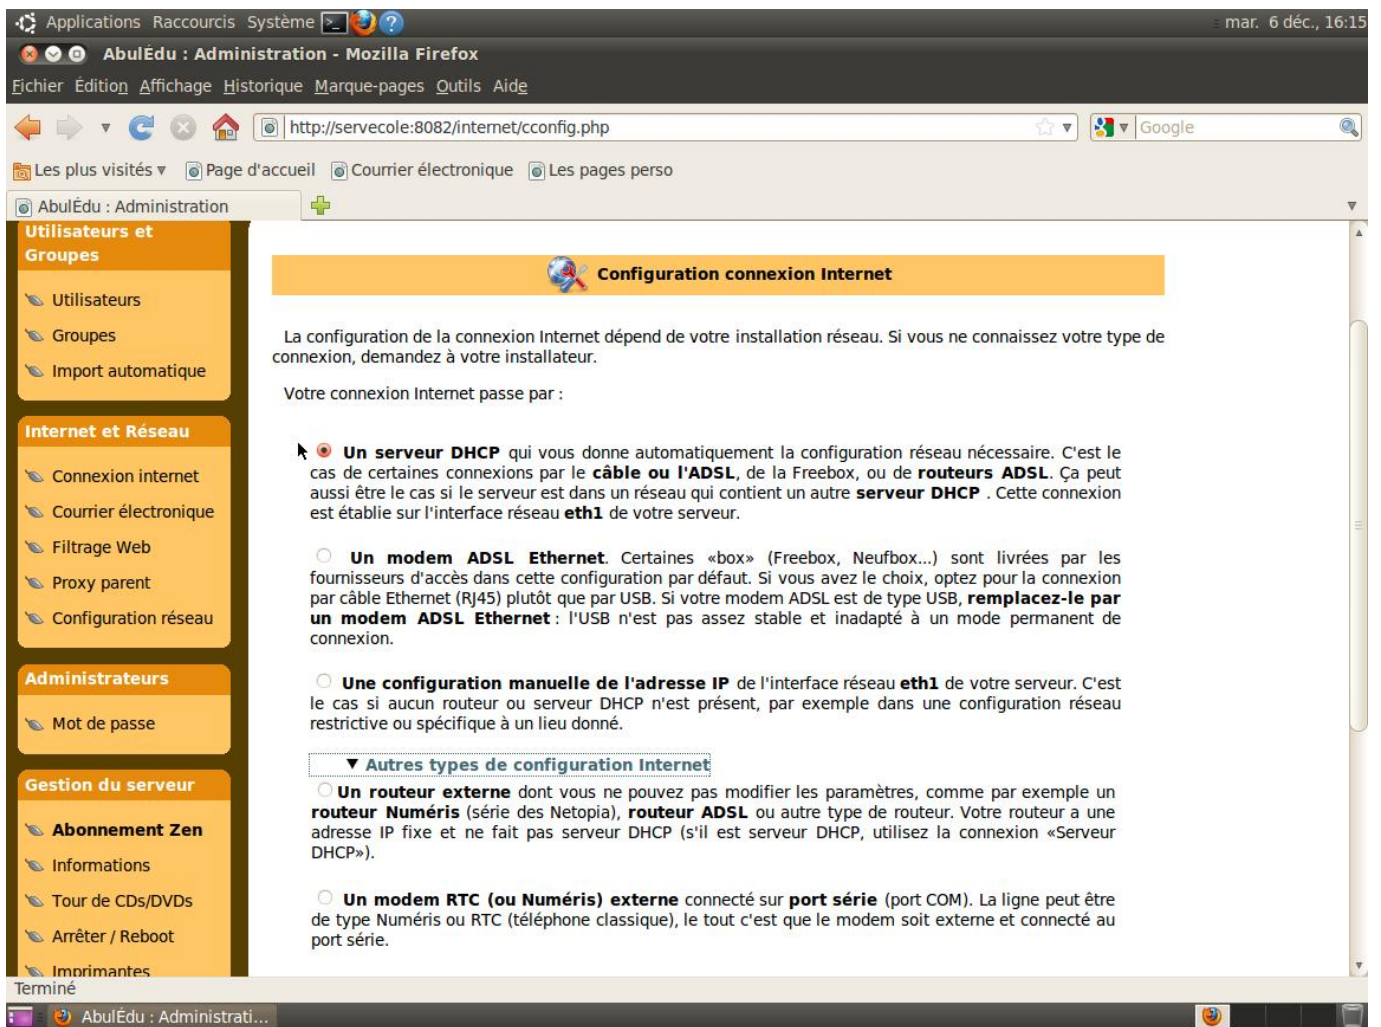 Applications Raccourcis Système mar. 6 déc., 16:15
AbulÉdu : Administration - Mozilla Firefox
Fichier Édition Affichage Historique Marque-pages Outils Aide
http://servecole:8082/internet/cconfig.php Google
Les plus visités Page d'accueil Courrier électronique Les pages perso
AbulÉdu : Administration
Utilisateurs et
Groupes
Utilisateurs
Groupes
Import automatique
Internet et Réseau
Connexion internet
Courrier électronique
Filtrage Web
Proxy parent
Configuration réseau
Administrateurs
Mot de passe
Gestion du serveur
Abonnement Zen
Informations
Tour de CDs/DVDs
Arrêter / Reboot
Imprimantes
Configuration connexion Internet
La configuration de la connexion Internet dépend de votre installation réseau. Si vous ne connaissez votre type de
connexion, demandez à votre installateur.
Votre connexion Internet passe par :
Un serveur DHCP qui vous donne automatiquement la configuration réseau nécessaire. C'est le
cas de certaines connexions par le câble ou l'ADSL, de la Freebox, ou de routeurs ADSL. Ça peut
aussi être le cas si le serveur est dans un réseau qui contient un autre serveur DHCP . Cette connexion
est établie sur l'interface réseau eth1 de votre serveur.
Un modem ADSL Ethernet. Certaines «box» (Freebox, Neufbox...) sont livrées par les
fournisseurs d'accès dans cette configuration par défaut. Si vous avez le choix, optez pour la connexion
par câble Ethernet (RJ45) plutôt que par USB. Si votre modem ADSL est de type USB, remplacez-le par
un modem ADSL Ethernet : l'USB n'est pas assez stable et inadapté à un mode permanent de
connexion.
Une configuration manuelle de l'adresse IP de l'interface réseau eth1 de votre serveur. C'est
le cas si aucun routeur ou serveur DHCP n'est présent, par exemple dans une configuration réseau
restrictive ou spécifique à un lieu donné.
▼ Autres types de configuration Internet
Un routeur externe dont vous ne pouvez pas modifier les paramètres, comme par exemple un
routeur Numéris (série des Netopia), routeur ADSL ou autre type de routeur. Votre routeur a une
adresse IP fixe et ne fait pas serveur DHCP (s'il est serveur DHCP, utilisez la connexion «Serveur
DHCP»).
Un modem RTC (ou Numéris) externe connecté sur port série (port COM). La ligne peut être
de type Numéris ou RTC (téléphone classique), le tout c'est que le modem soit externe et connecté au
port série.
Terminé
AbulÉdu : Administrati...